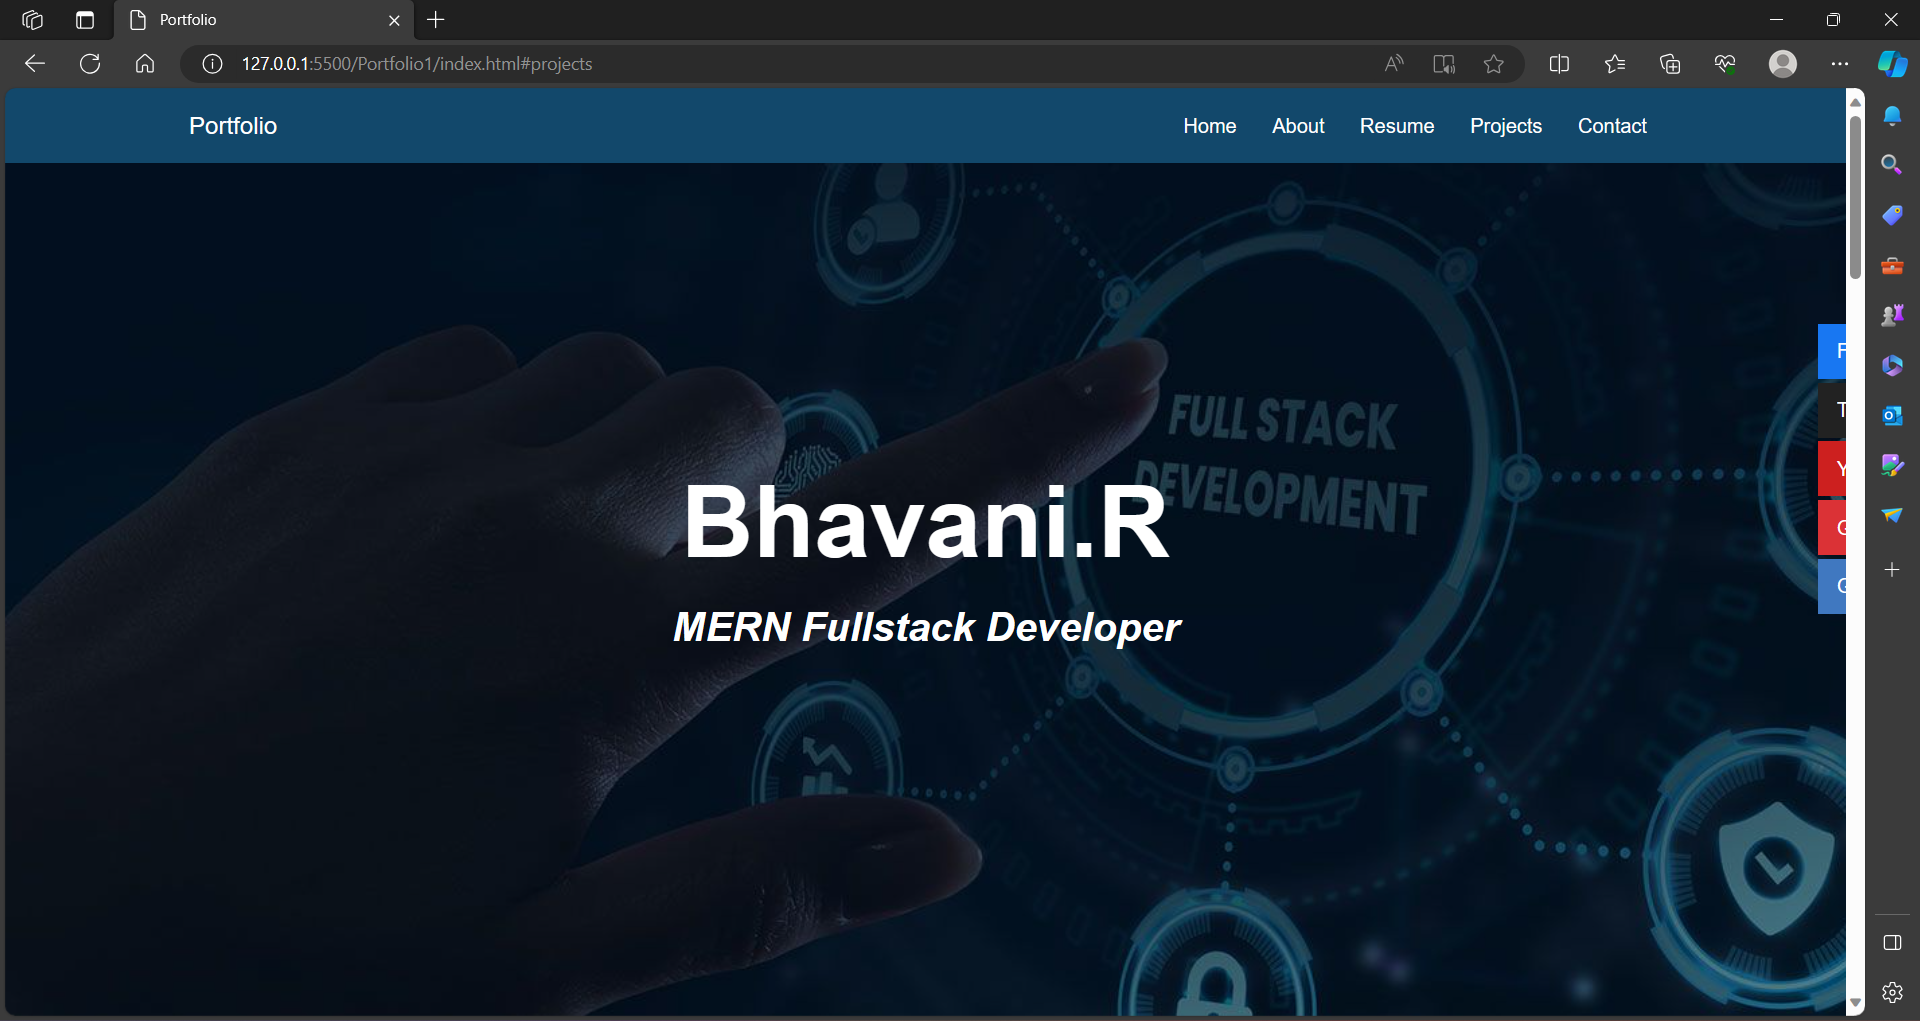 Portfolio
127.0.0.1:5500/Portfolio1/index.html#projects
Portfolio
Home About Resume Projects Contact
F
T
FULL STACK
DEVELOPMENT
Y
Bhavani.R
G
G
MERN Fullstack Developer